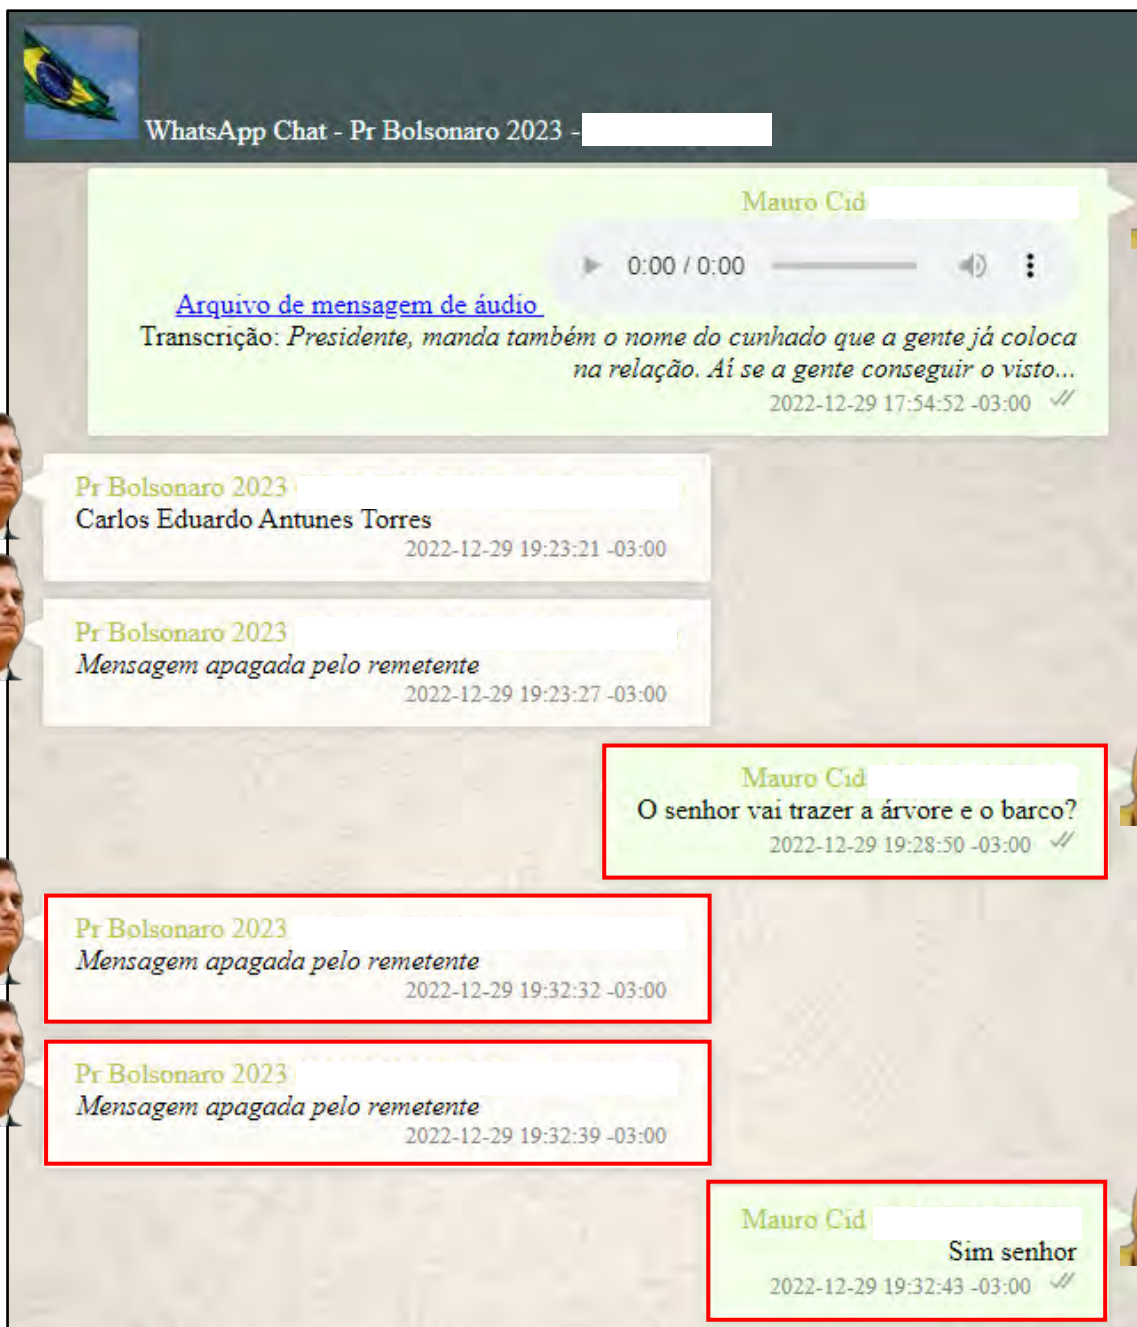 WhatsApp Chat - Pr Bolsonaro 2023 -
Mauro Cid
0:00 / 0:00
Arquivo de mensagem de áudio
Transcrição: Presidente, manda também o nome do cunhado que a gente já coloca
na relação. Aí se a gente conseguir o visto...
2022-12-29 17:54:52 -03:00
Pr Bolsonaro 2023
Carlos Eduardo Antunes Torres
2022-12-29 19:23:21 -03:00
Pr Bolsonaro 2023
Mensagem apagada pelo remetente
2022-12-29 19:23:27 -03:00
Mauro Cid
O senhor vai trazer a árvore e o barco?
2022-12-29 19:28:50 -03:00
Pr Bolsonaro 2023
Mensagem apagada pelo remetente
2022-12-29 19:32:32 -03:00
Pr Bolsonaro 2023
Mensagem apagada pelo remetente
2022-12-29 19:32:39 -03:00
Mauro Cid
Sim senhor
2022-12-29 19:32:43 -03:00